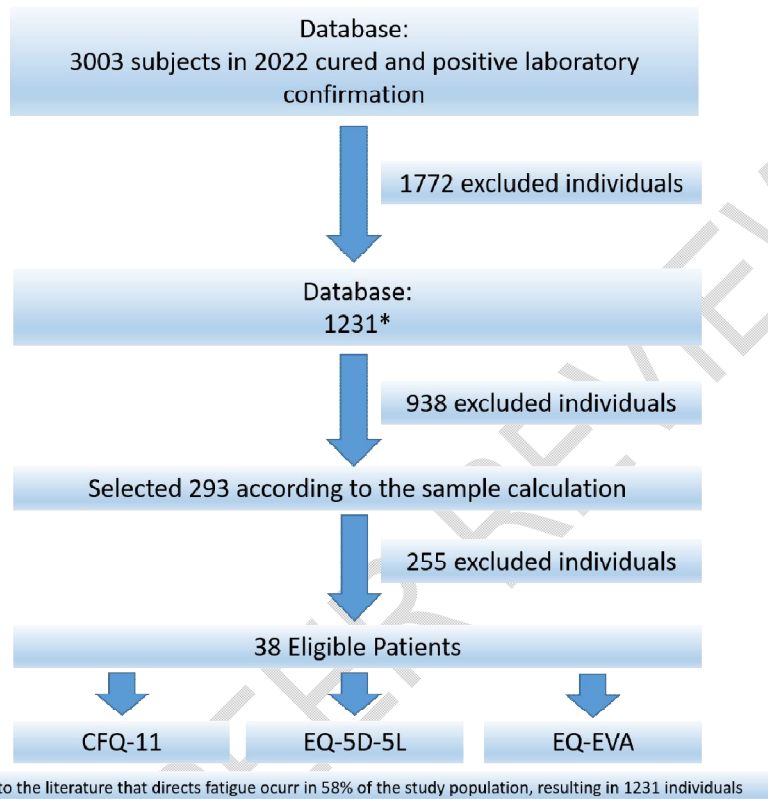 Database:
3003 subjects in 2022 cured and positive laboratory
confirmation
1772 excluded individuals
Database:
1231*
938 excluded individuals
Selected 293 according to the sample calculation
255 excluded individuals
38 Eligible Patients
CFQ-11
EQ-5D-5L
EQ-EVA
to the literature that directs fatigue ocurr in 58% of the study population, resulting in 1231 individuals